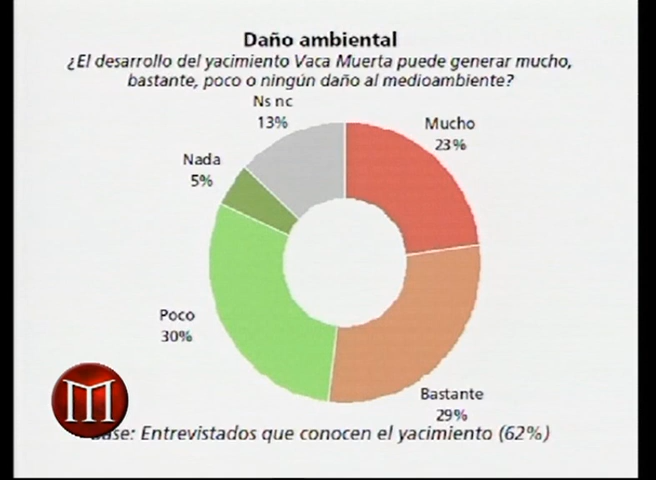 Daño ambiental
¿El desarrollo del yacimiento Vaca Muerta puede generar mucho,
bastante, poco o ningún daño al medioambiente?
Ns nc
13%
Mucho
23%
Nada
5%
Poco
30%
Bastante
29%
M
Entrevistados que conocen el yacimiento (62%)